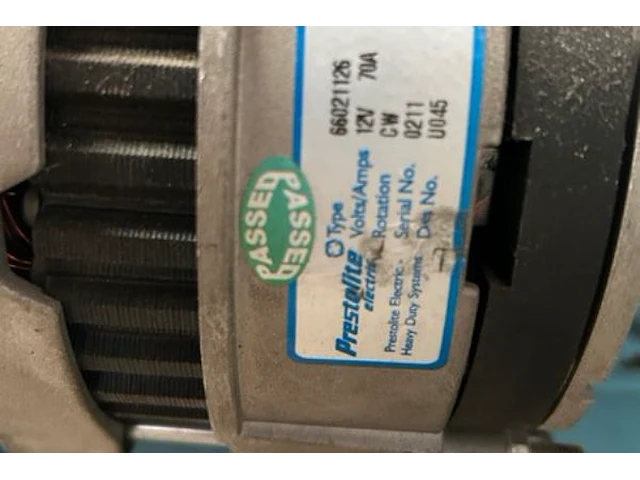 Type 66021126
Volts/Amps 12V 70A
Rotation CW
Serial No. 0211
Des No. U045
Prestolite
electric
Prestolite Electric
Heavy Duty Systems
PASSED
PASSED